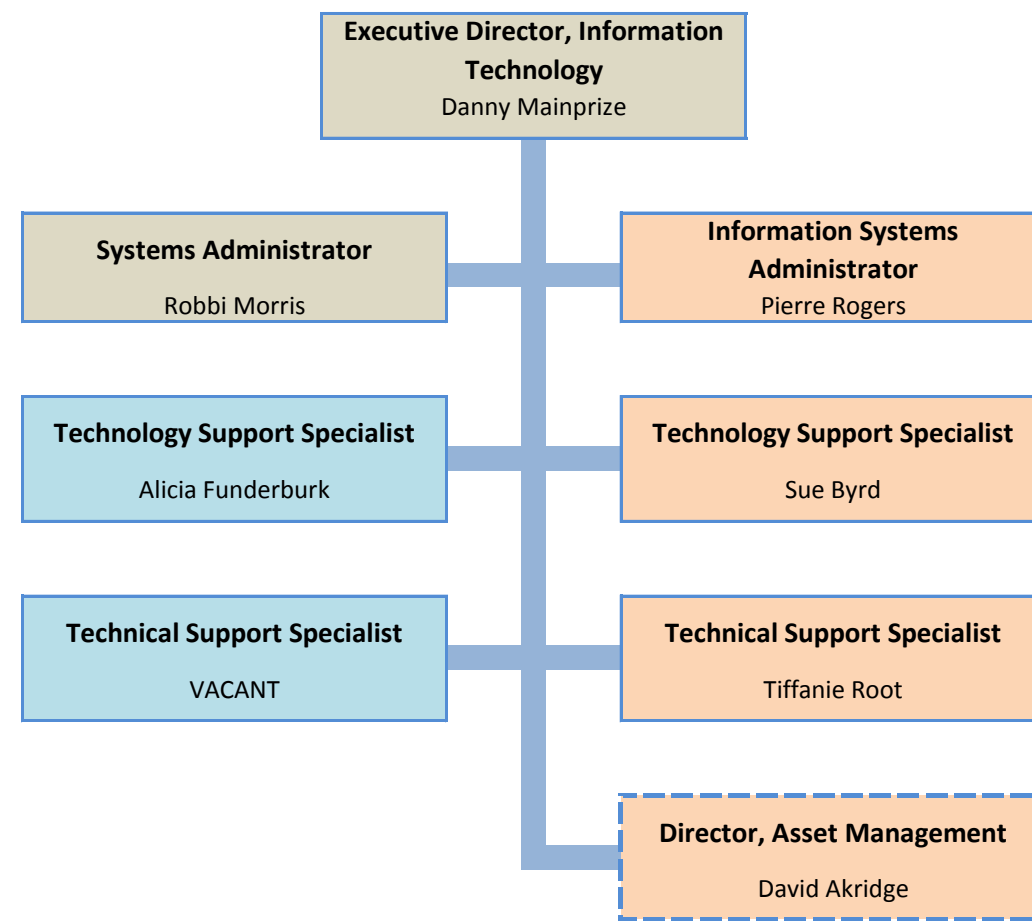 Executive Director, Information
Technology
Danny Mainprize
Systems Administrator
Robbi Morris
Information Systems
Administrator
Pierre Rogers
Technology Support Specialist
Alicia Funderburk
Technology Support Specialist
Sue Byrd
Technical Support Specialist
VACANT
Technical Support Specialist
Tiffanie Root
Director, Asset Management
David Akridge